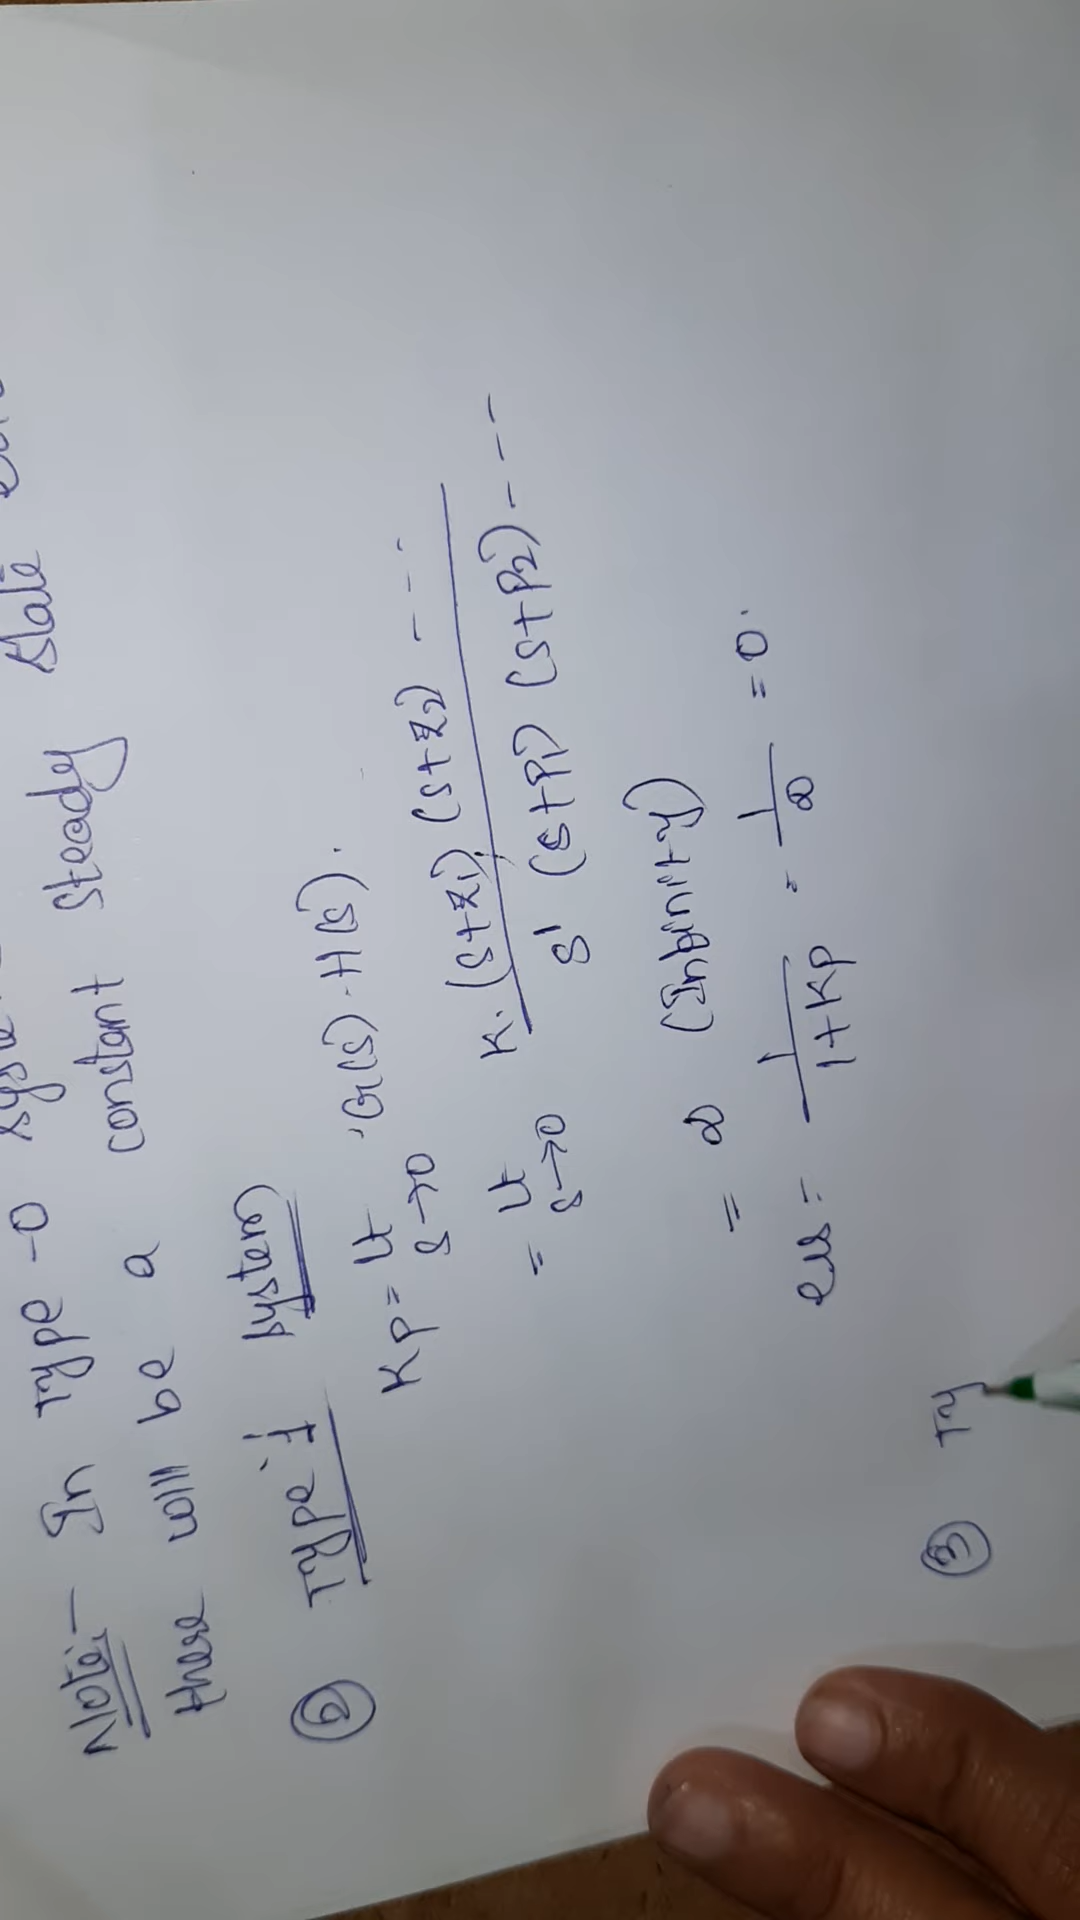 Note:- In Type -0 system
there will be a constant steady state
② Type-1 system
Kp = Lt s→0 G(s).H(s).
= Lt s→0 K.(s+z1)(s+z2) ---- / s¹ (s+p1) (s+p2) ---
= ∞ (Infinity)
ess = 1/1+Kp = 1/∞ = 0.
③ Ty